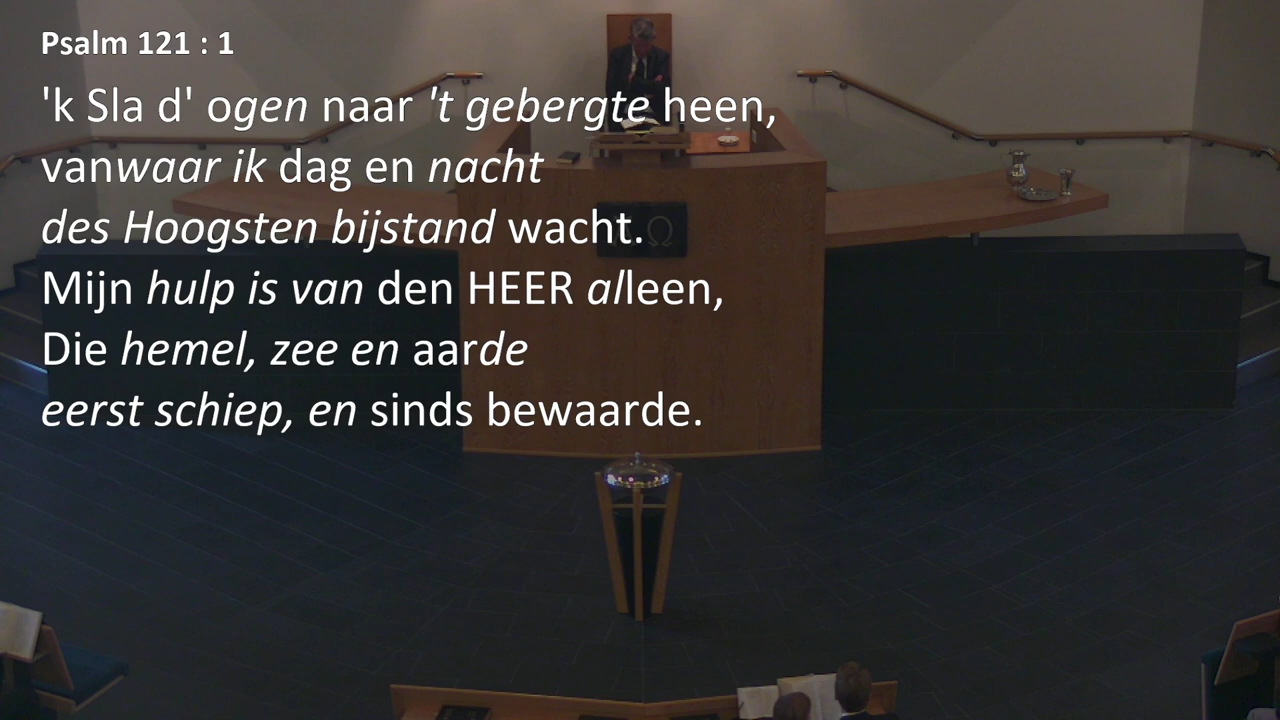 Psalm 121 : 1
'k Sla d' ogen naar 't gebergte heen,
vanwaar ik dag en nacht
des Hoogsten bijstand wacht.
Mijn hulp is van den HEER alleen,
Die hemel, zee en aarde
eerst schiep, en sinds bewaarde.
Ω